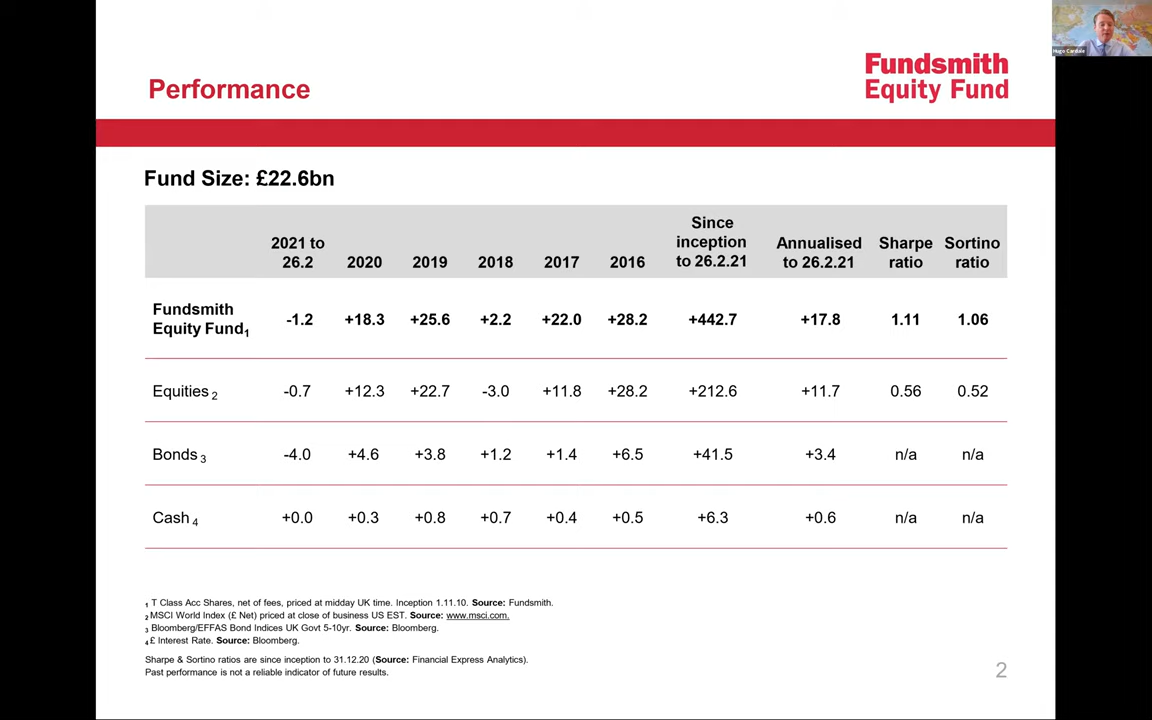 Hugo Cardale
Performance
Fundsmith
Equity Fund
Fund Size: £22.6bn
2021 to 26.2 2020 2019 2018 2017 2016 Since inception to 26.2.21 Annualised to 26.2.21 Sharpe ratio Sortino ratio
Fundsmith Equity Fund1 -1.2 +18.3 +25.6 +2.2 +22.0 +28.2 +442.7 +17.8 1.11 1.06
Equities 2 -0.7 +12.3 +22.7 -3.0 +11.8 +28.2 +212.6 +11.7 0.56 0.52
Bonds 3 -4.0 +4.6 +3.8 +1.2 +1.4 +6.5 +41.5 +3.4 n/a n/a
Cash 4 +0.0 +0.3 +0.8 +0.7 +0.4 +0.5 +6.3 +0.6 n/a n/a
1 T Class Acc Shares, net of fees, priced at midday UK time. Inception 1.11.10. Source: Fundsmith.
2 MSCI World Index (£ Net) priced at close of business US EST. Source: www.msci.com.
3 Bloomberg/EFFAS Bond Indices UK Govt 5-10yr. Source: Bloomberg.
4 £ Interest Rate. Source: Bloomberg.
Sharpe & Sortino ratios are since inception to 31.12.20 (Source: Financial Express Analytics).
Past performance is not a reliable indicator of future results.
2